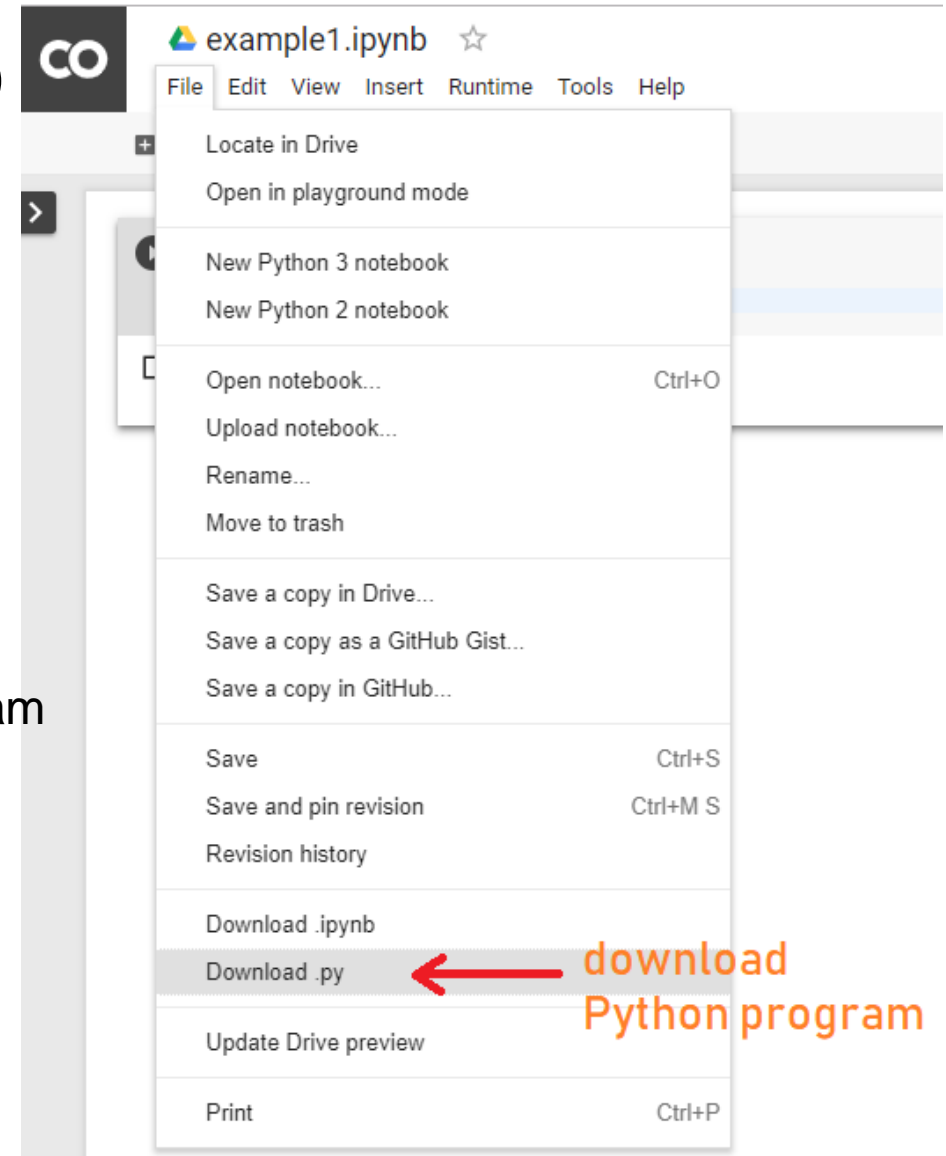 CO
example1.ipynb
File Edit View Insert Runtime Tools Help
)
Locate in Drive
Open in playground mode
New Python 3 notebook
New Python 2 notebook
Open notebook... Ctrl+O
Upload notebook...
Rename...
Move to trash
Save a copy in Drive...
Save a copy as a GitHub Gist...
Save a copy in GitHub...
am
Save Ctrl+S
Save and pin revision Ctrl+M S
Revision history
Download .ipynb
Download .py
download
Python program
Update Drive preview
Print Ctrl+P